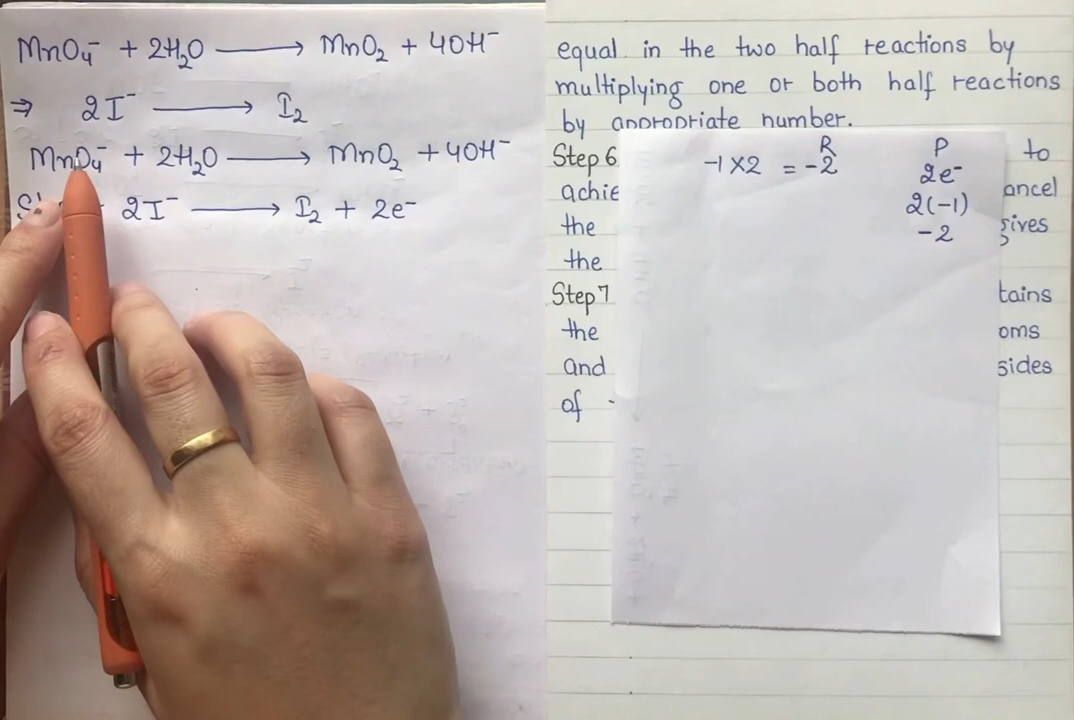 MnO₄⁻ + 2H₂O ⟶ MnO₂ + 4OH⁻
⇒ 2I⁻ ⟶ I₂
MnO₄⁻ + 2H₂O ⟶ MnO₂ + 4OH⁻
2I⁻ ⟶ I₂ + 2e⁻
equal in the two half reactions by
multiplying one or both half reactions
by appropriate number.
Step 6 to
achie ancel
the gives
the
Step 7 tains
the oms
and sides
of
R P
-1 X 2 = -2 2e⁻
2(-1)
-2